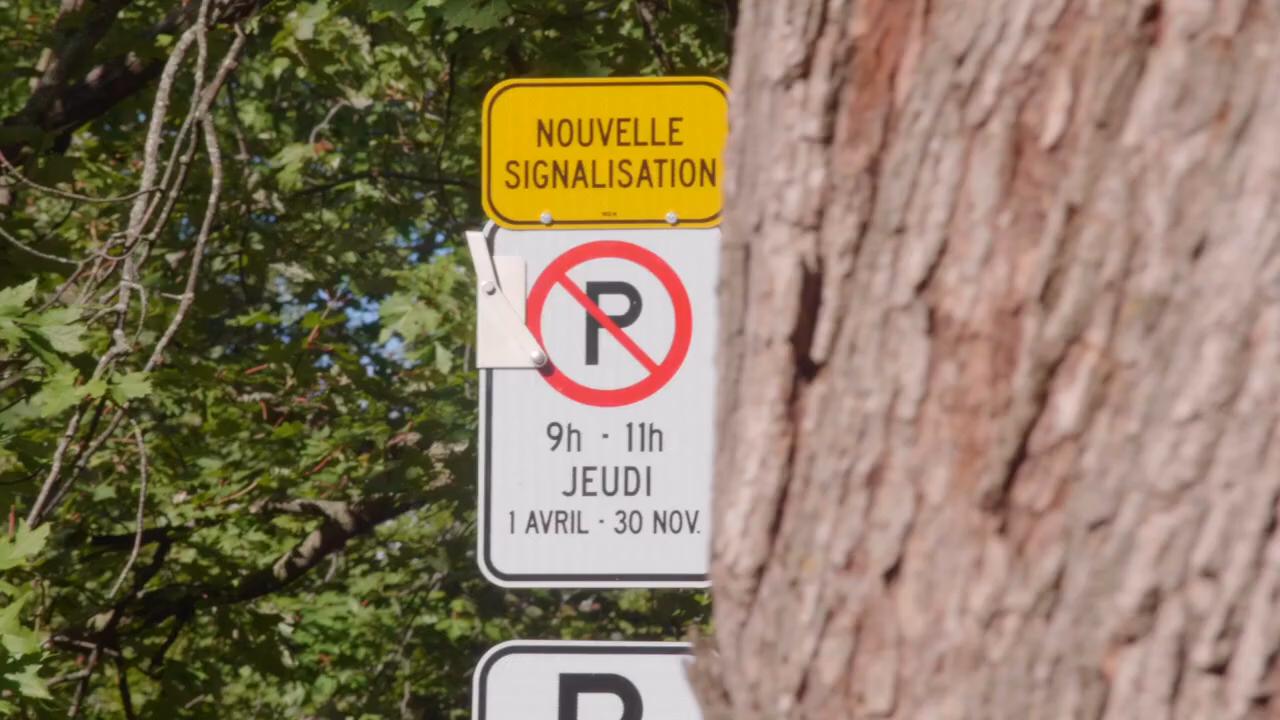 NOUVELLE
SIGNALISATION
P
9h - 11h
JEUDI
1 AVRIL - 30 NOV.
P